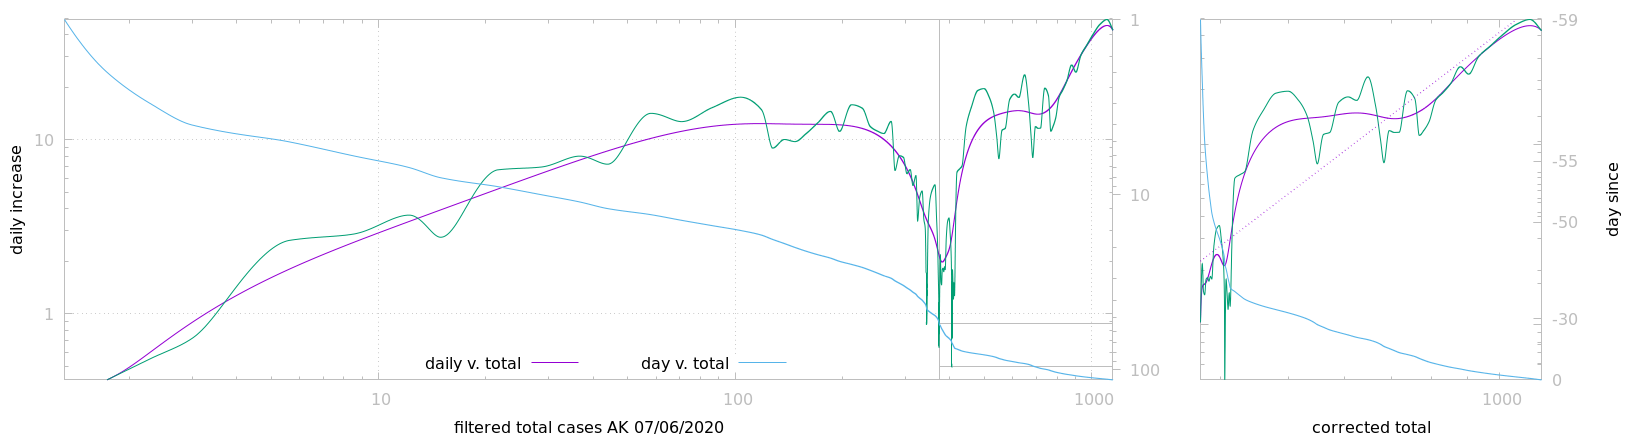 daily increase
10
1
daily v. total
day v. total
10
100
1000
filtered total cases AK 07/06/2020
1
10
100
-59
-55
-50
-30
0
day since
1000
corrected total